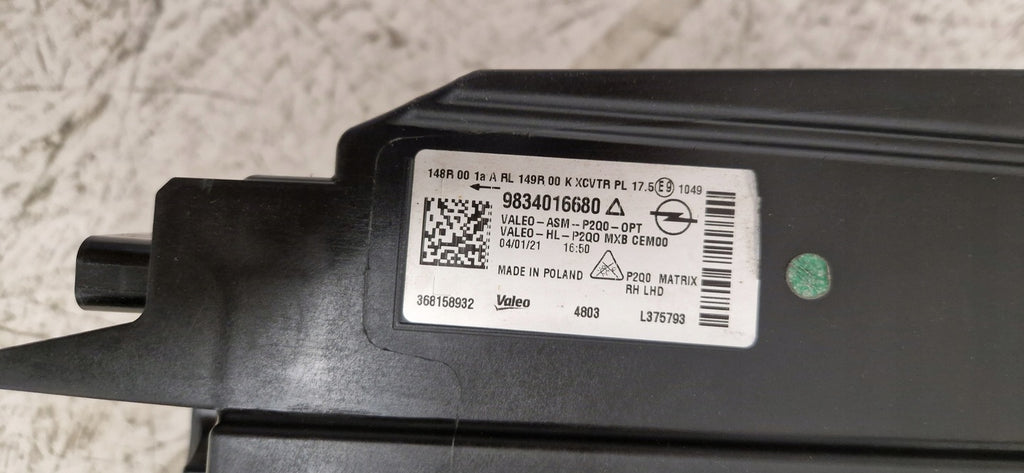 148R 00 1a A RL 149R 00 K XCVTR PL 17.5 E9 1049
9834016680
VALEO-ASM-P2Q0-OPT
VALEO-HL-P2Q0 MXB CEM00
04/01/21 16:50
MADE IN POLAND P2Q0 MATRIX
RH LHD
368158932 Valeo 4803 L375793